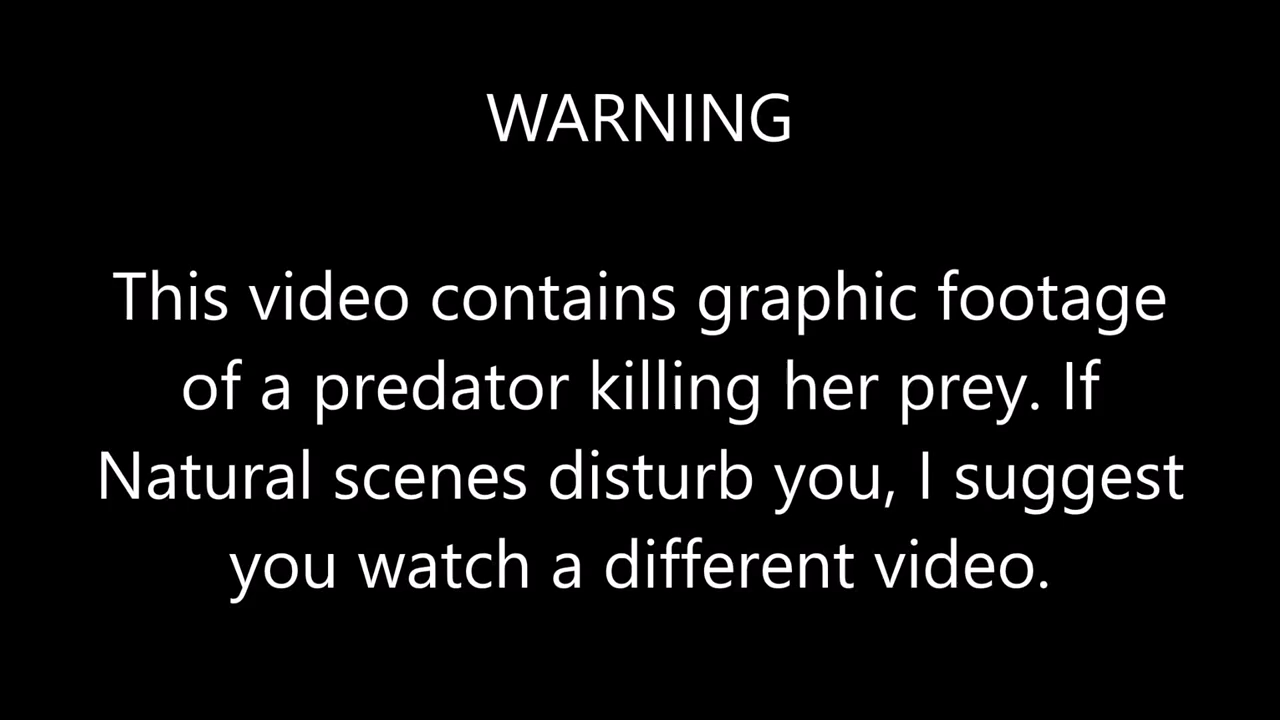 WARNING
This video contains graphic footage
of a predator killing her prey. If
Natural scenes disturb you, I suggest
you watch a different video.